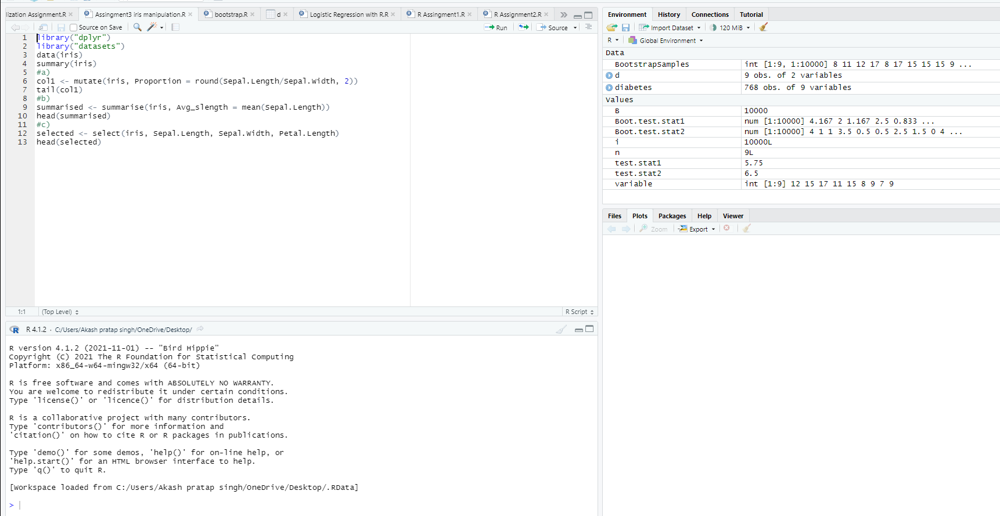 lization Assignment.R
Assingment3 iris manipulation.R
bootstrap.R
d
Logistic Regression with R.R
R Assingment1.R
R Assignment2.R
Source on Save
Run
Source
1 library("dplyr")
2 library("datasets")
3 data(iris)
4 summary(iris)
5 #a)
6 col1 <- mutate(iris, Proportion = round(Sepal.Length/Sepal.Width, 2))
7 tail(col1)
8 #b)
9 summarised <- summarise(iris, Avg_slength = mean(Sepal.Length))
10 head(summarised)
11 #c)
12 selected <- select(iris, Sepal.Length, Sepal.Width, Petal.Length)
13 head(selected)
1:1 (Top Level) R Script
R 4.1.2 · C:/Users/Akash pratap singh/OneDrive/Desktop/
R version 4.1.2 (2021-11-01) -- "Bird Hippie"
Copyright (C) 2021 The R Foundation for Statistical Computing
Platform: x86_64-w64-mingw32/x64 (64-bit)
R is free software and comes with ABSOLUTELY NO WARRANTY.
You are welcome to redistribute it under certain conditions.
Type 'license()' or 'licence()' for distribution details.
R is a collaborative project with many contributors.
Type 'contributors()' for more information and
'citation()' on how to cite R or R packages in publications.
Type 'demo()' for some demos, 'help()' for on-line help, or
'help.start()' for an HTML browser interface to help.
Type 'q()' to quit R.
[Workspace loaded from C:/Users/Akash pratap singh/OneDrive/Desktop/.RData]
>
Environment History Connections Tutorial
Import Dataset 120 MiB
R Global Environment
Data
BootstrapSamples int [1:9, 1:10000] 8 11 12 17 8 17 15 15 15 9 ...
d 9 obs. of 2 variables
diabetes 768 obs. of 9 variables
Values
B 10000
Boot.test.stat1 num [1:10000] 4.167 2 1.167 2.5 0.833 ...
Boot.test.stat2 num [1:10000] 4 1 1 3.5 0.5 0.5 2.5 1.5 0 4 ...
i 10000L
n 9L
test.stat1 5.75
test.stat2 6.5
variable int [1:9] 12 15 17 11 15 8 9 7 9
Files Plots Packages Help Viewer
Zoom Export